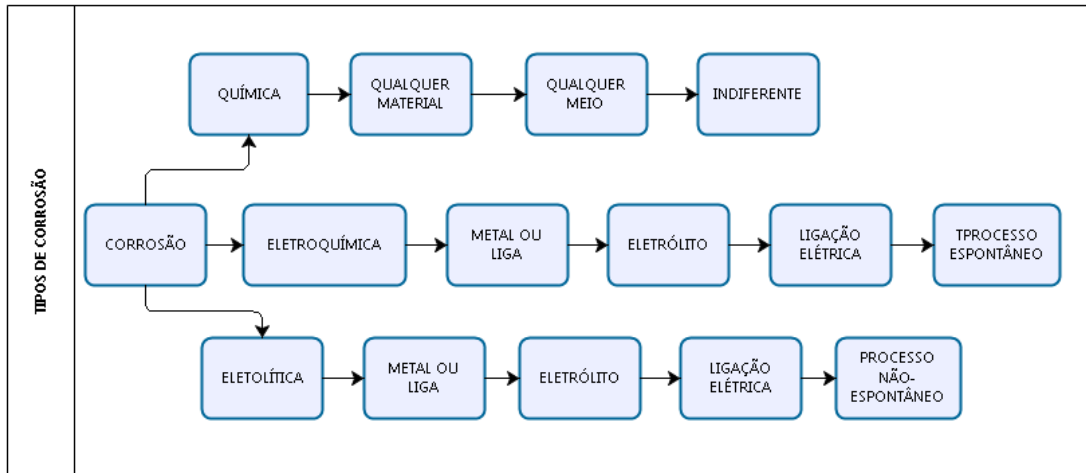 TIPOS DE CORROSÃO
QUÍMICA
QUALQUER
MATERIAL
QUALQUER
MEIO
INDIFERENTE
CORROSÃO
ELETROQUÍMICA
METAL OU
LIGA
ELETRÓLITO
LIGAÇÃO
ELÉTRICA
TPROCESSO
ESPONTÂNEO
ELETOLÍTICA
METAL OU
LIGA
ELETRÓLITO
LIGAÇÃO
ELÉTRICA
PROCESSO
NÃO-
ESPONTÂNEO